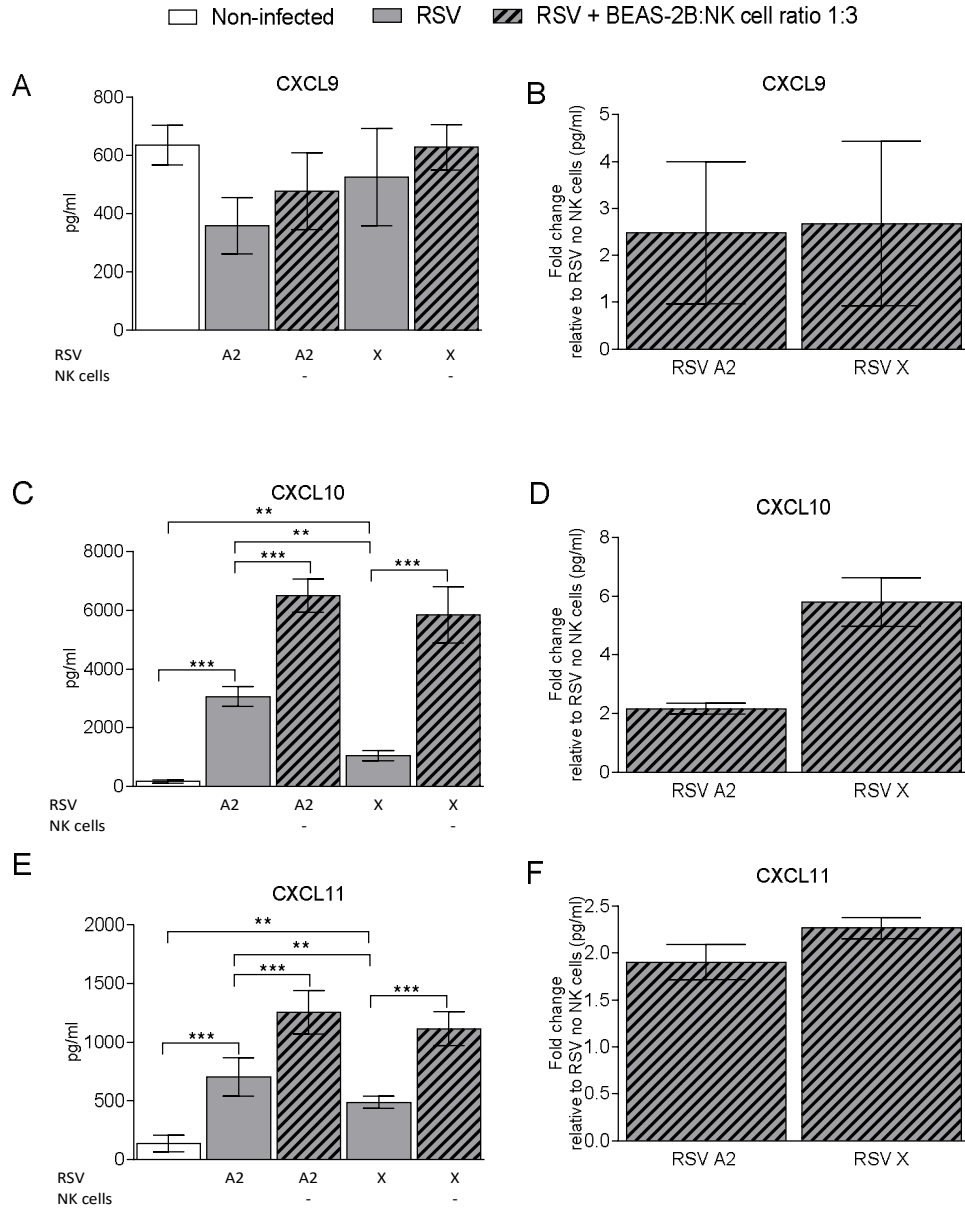 Non-infected RSV RSV + BEAS-2B:NK cell ratio 1:3
A
CXCL9
800
600
400
200
0
pg/ml
RSV A2 A2 X X
NK cells - -
B
CXCL9
5
4
3
2
1
0
Fold change
relative to RSV no NK cells (pg/ml)
RSV A2 RSV X
C
CXCL10
**
**
*** ***
***
8000
6000
4000
2000
0
pg/ml
RSV A2 A2 X X
NK cells - -
D
CXCL10
8
6
4
2
0
Fold change
relative to RSV no NK cells (pg/ml)
RSV A2 RSV X
E
CXCL11
**
**
***
***
***
2000
1500
1000
500
0
pg/ml
RSV A2 A2 X X
NK cells - -
F
CXCL11
2.5
2.0
1.5
1.0
0.5
0.0
Fold change
relative to RSV no NK cells (pg/ml)
RSV A2 RSV X